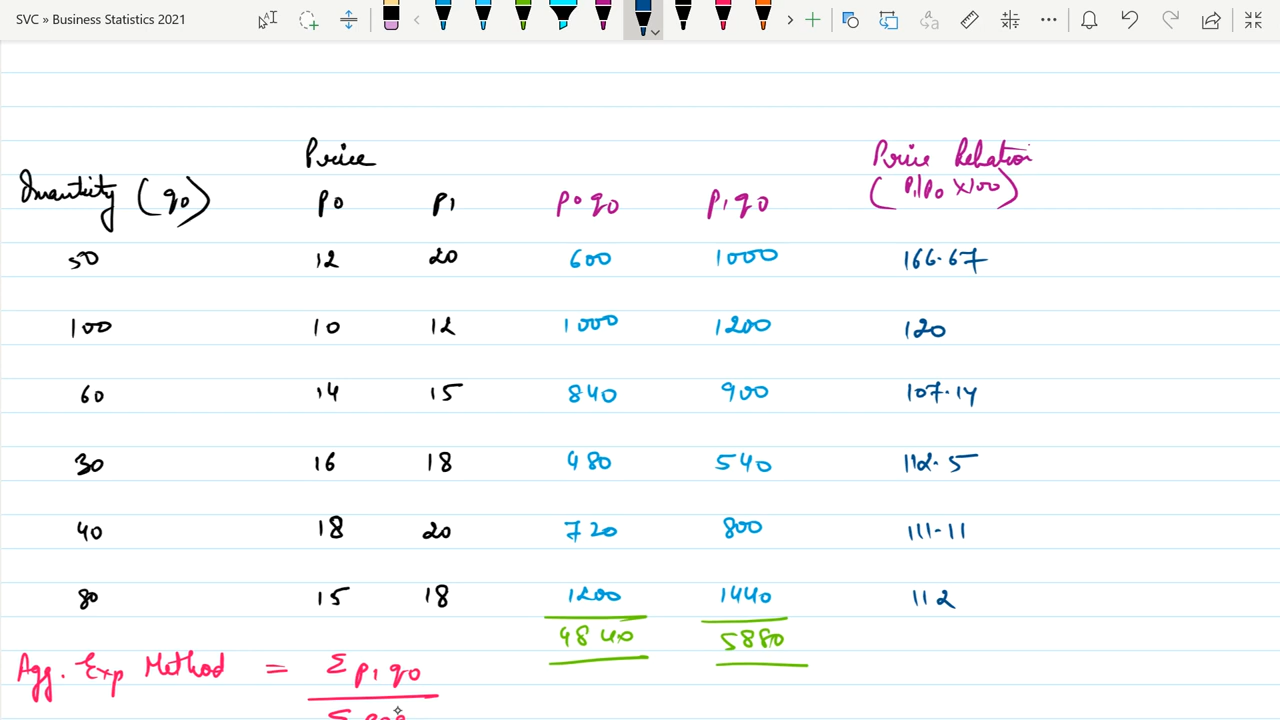 SVC » Business Statistics 2021
Price
Price Relation
Quantity (q0) p0 p1 p0q0 p1q0 (P1/P0 ×100)
50 12 20 600 1000 166.67
100 10 12 1000 1200 120
60 14 15 840 900 107.14
30 16 18 480 540 112.5
40 18 20 720 800 111.11
80 15 18 1200 1440 112
4840 5880
Agg. Exp Method = Σp1q0